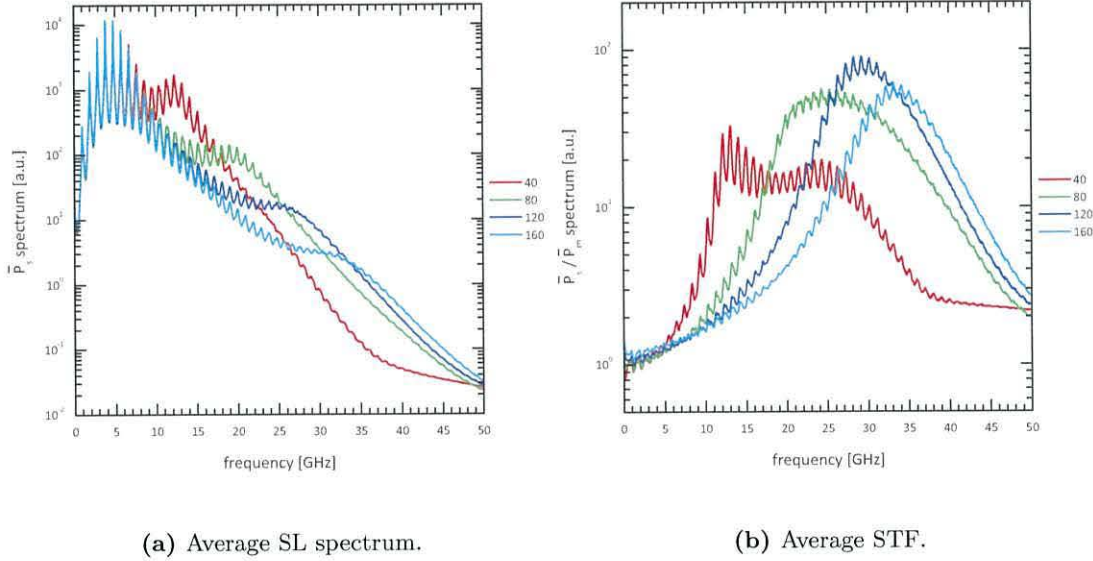 10⁴
10³
10²
10¹
10⁰
10⁻¹
10⁻²
P̄ₛ spectrum [a.u.]
0 5 10 15 20 25 30 35 40 45 50
frequency [GHz]
40
80
120
160
(a) Average SL spectrum.
10²
10¹
10⁰
P̄ₛ / P̄ₘ spectrum [a.u.]
0 5 10 15 20 25 30 35 40 45 50
frequency [GHz]
40
80
120
160
(b) Average STF.